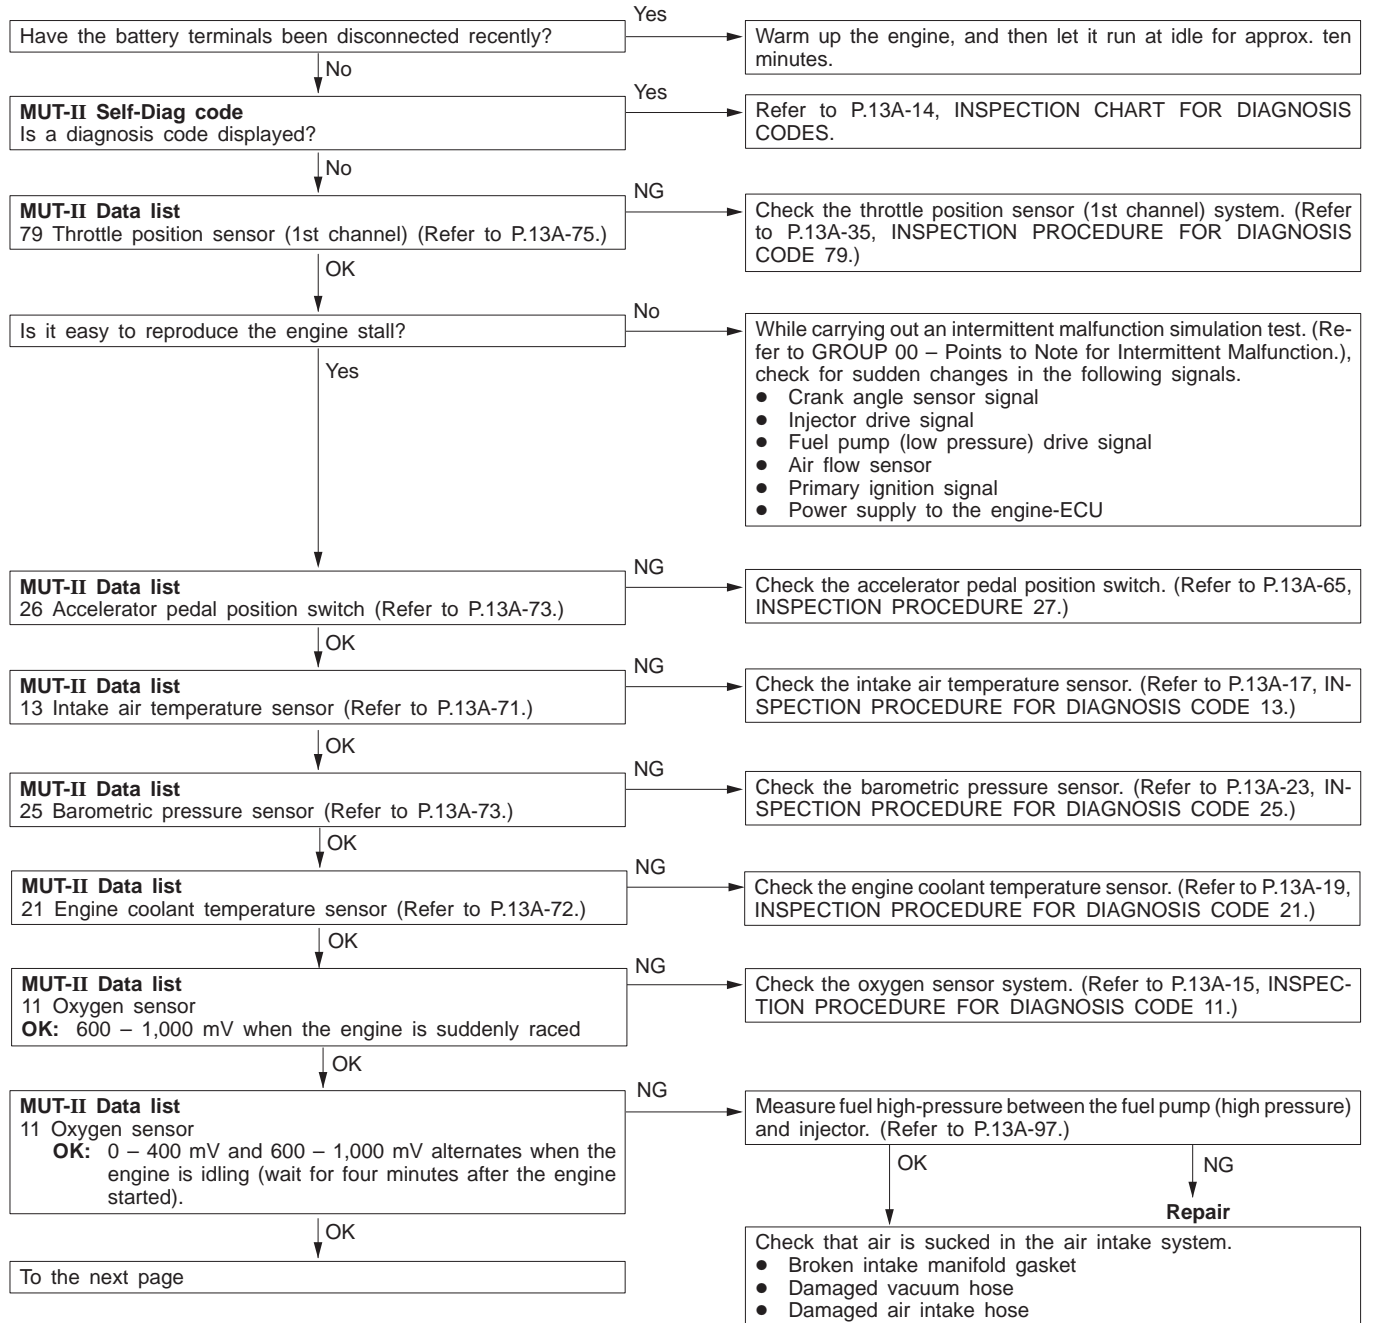 Have the battery terminals been disconnected recently?
Yes
Warm up the engine, and then let it run at idle for approx. ten
minutes.
No
MUT-II Self-Diag code
Is a diagnosis code displayed?
Yes
Refer to P.13A-14, INSPECTION CHART FOR DIAGNOSIS
CODES.
No
MUT-II Data list
79 Throttle position sensor (1st channel) (Refer to P.13A-75.)
NG
Check the throttle position sensor (1st channel) system. (Refer
to P.13A-35, INSPECTION PROCEDURE FOR DIAGNOSIS
CODE 79.)
OK
Is it easy to reproduce the engine stall?
No
While carrying out an intermittent malfunction simulation test. (Re-
fer to GROUP 00 – Points to Note for Intermittent Malfunction.),
check for sudden changes in the following signals.
● Crank angle sensor signal
● Injector drive signal
● Fuel pump (low pressure) drive signal
● Air flow sensor
● Primary ignition signal
● Power supply to the engine-ECU
Yes
MUT-II Data list
26 Accelerator pedal position switch (Refer to P.13A-73.)
NG
Check the accelerator pedal position switch. (Refer to P.13A-65,
INSPECTION PROCEDURE 27.)
OK
MUT-II Data list
13 Intake air temperature sensor (Refer to P.13A-71.)
NG
Check the intake air temperature sensor. (Refer to P.13A-17, IN-
SPECTION PROCEDURE FOR DIAGNOSIS CODE 13.)
OK
MUT-II Data list
25 Barometric pressure sensor (Refer to P.13A-73.)
NG
Check the barometric pressure sensor. (Refer to P.13A-23, IN-
SPECTION PROCEDURE FOR DIAGNOSIS CODE 25.)
OK
MUT-II Data list
21 Engine coolant temperature sensor (Refer to P.13A-72.)
NG
Check the engine coolant temperature sensor. (Refer to P.13A-19,
INSPECTION PROCEDURE FOR DIAGNOSIS CODE 21.)
OK
MUT-II Data list
11 Oxygen sensor
OK: 600 – 1,000 mV when the engine is suddenly raced
NG
Check the oxygen sensor system. (Refer to P.13A-15, INSPEC-
TION PROCEDURE FOR DIAGNOSIS CODE 11.)
OK
MUT-II Data list
11 Oxygen sensor
OK: 0 – 400 mV and 600 – 1,000 mV alternates when the
engine is idling (wait for four minutes after the engine
started).
NG
Measure fuel high-pressure between the fuel pump (high pressure)
and injector. (Refer to P.13A-97.)
OK
NG
Repair
Check that air is sucked in the air intake system.
● Broken intake manifold gasket
● Damaged vacuum hose
● Damaged air intake hose
OK
To the next page